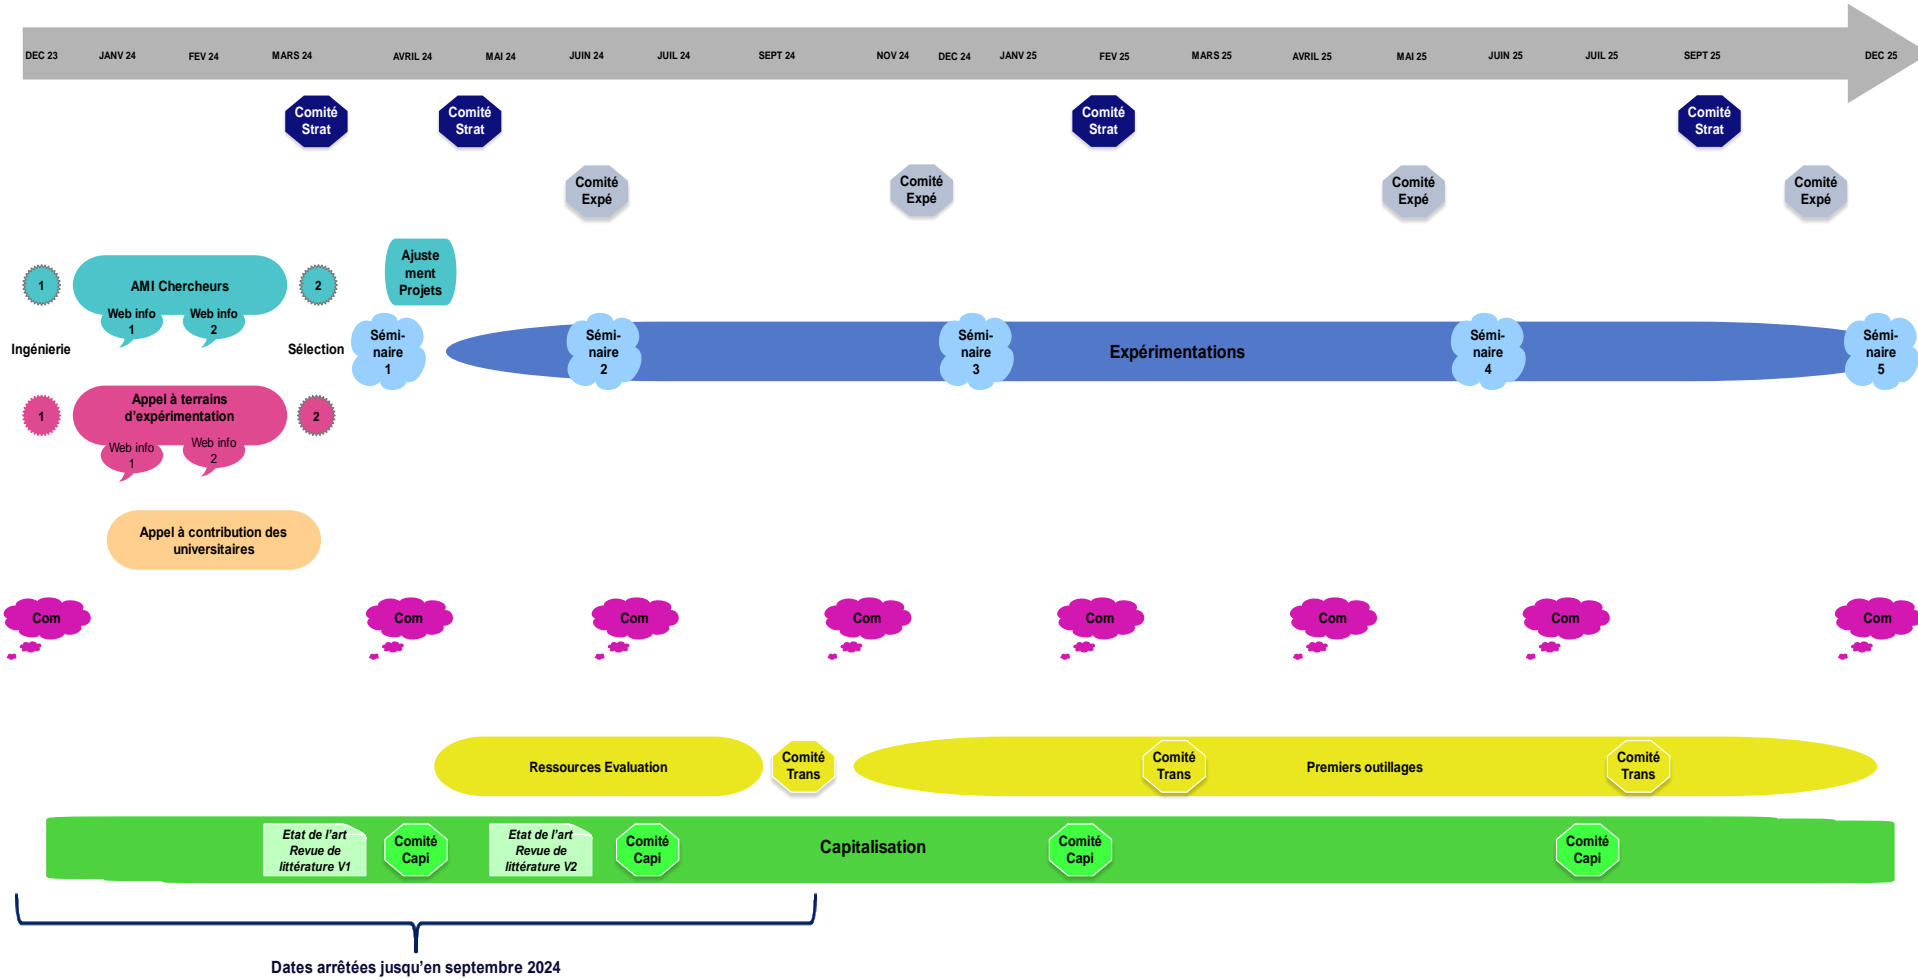 DEC 23 JANV 24 FEV 24 MARS 24 AVRIL 24 MAI 24 JUIN 24 JUIL 24 SEPT 24 NOV 24 DEC 24 JANV 25 FEV 25 MARS 25 AVRIL 25 MAI 25 JUIN 25 JUIL 25 SEPT 25 DEC 25
Comité
Strat
Comité
Strat
Comité
Strat
Comité
Strat
Comité
Expé
Comité
Expé
Comité
Expé
Comité
Expé
1
AMI Chercheurs
Web info
1
Web info
2
2
Ajuste
ment
Projets
Ingénierie
Sélection
Sémi-
naire
1
Sémi-
naire
2
Sémi-
naire
3
Expérimentations
Sémi-
naire
4
Sémi-
naire
5
1
Appel à terrains
d’expérimentation
Web info
1
Web info
2
2
Appel à contribution des
universitaires
Com
Com
Com
Com
Com
Com
Com
Com
Ressources Evaluation
Comité
Trans
Comité
Trans
Premiers outillages
Comité
Trans
Etat de l’art
Revue de
littérature V1
Comité
Capi
Etat de l’art
Revue de
littérature V2
Comité
Capi
Capitalisation
Comité
Capi
Comité
Capi
Dates arrêtées jusqu’en septembre 2024